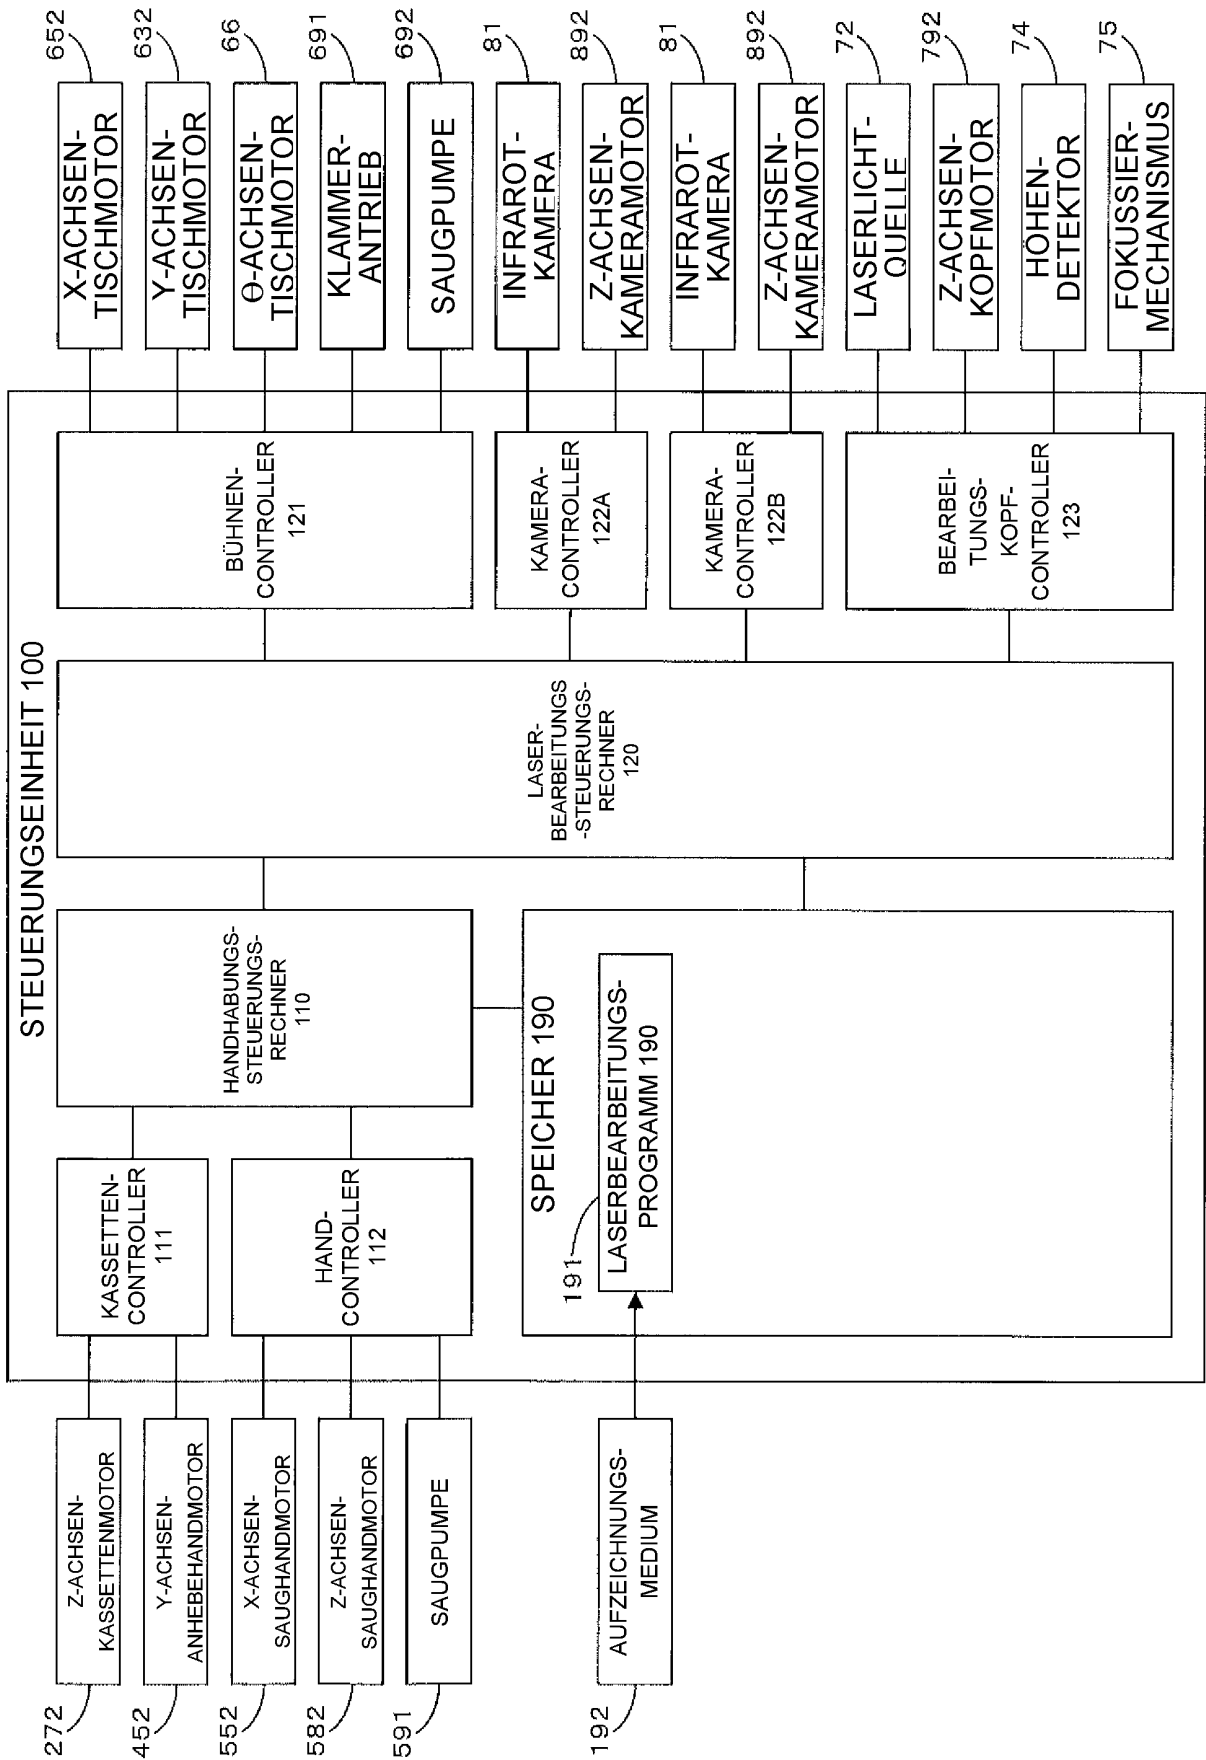 STEUERUNGSEINHEIT 100
272
Z-ACHSEN-
KASSETTENMOTOR
452
Y-ACHSEN-
ANHEBEHANDMOTOR
552
X-ACHSEN-
SAUGHANDMOTOR
582
Z-ACHSEN-
SAUGHANDMOTOR
591
SAUGPUMPE
192
AUFZEICHNUNGS-
MEDIUM
KASSETTEN-
CONTROLLER
111
HAND-
CONTROLLER
112
HANDHABUNGS-
STEUERUNGS-
RECHNER
110
SPEICHER 190
191
LASERBEARBEITUNGS-
PROGRAMM 190
LASER-
BEARBEITUNGS
-STEUERUNGS-
RECHNER
120
BÜHNEN-
CONTROLLER
121
KAMERA-
CONTROLLER
122A
KAMERA-
CONTROLLER
122B
BEARBEI-
TUNGS-
KOPF-
CONTROLLER
123
X-ACHSEN-
TISCHMOTOR
652
Y-ACHSEN-
TISCHMOTOR
632
Θ-ACHSEN-
TISCHMOTOR
66
KLAMMER-
ANTRIEB
691
SAUGPUMPE
692
INFRAROT-
KAMERA
81
Z-ACHSEN-
KAMERAMOTOR
892
INFRAROT-
KAMERA
81
Z-ACHSEN-
KAMERAMOTOR
892
LASERLICHT-
QUELLE
72
Z-ACHSEN-
KOPFMOTOR
792
HÖHEN-
DETEKTOR
74
FOKUSSIER-
MECHANISMUS
75